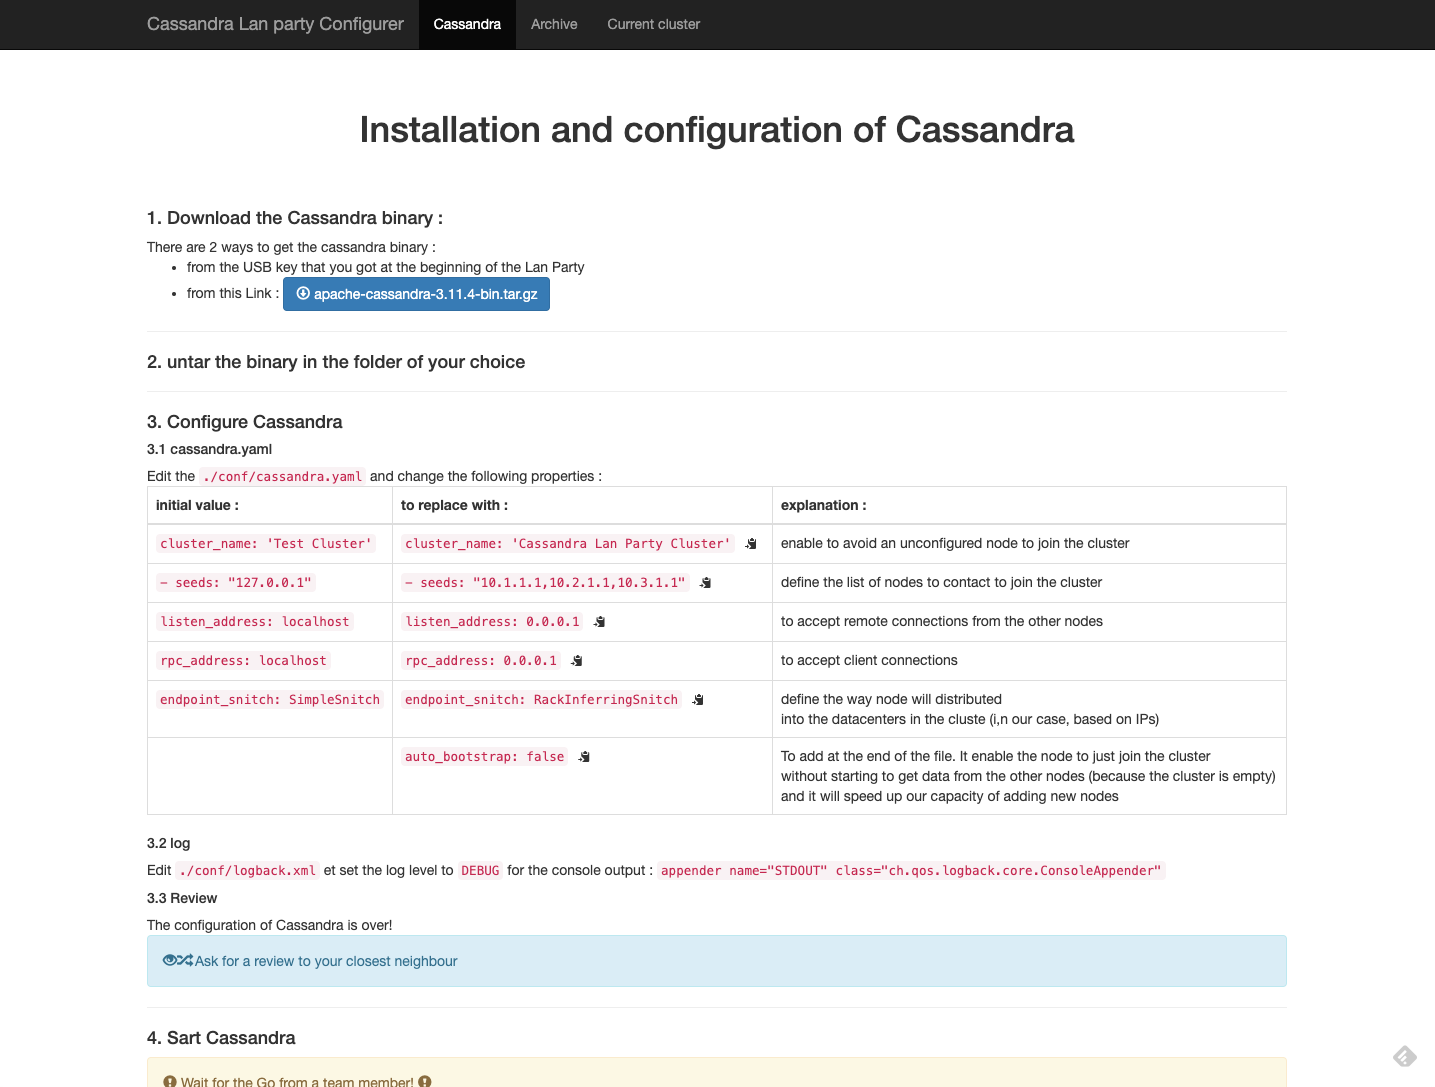 Cassandra Lan party Configurer Cassandra Archive Current cluster
Installation and configuration of Cassandra
1. Download the Cassandra binary :
There are 2 ways to get the cassandra binary :
• from the USB key that you got at the beginning of the Lan Party
• from this Link : apache-cassandra-3.11.4-bin.tar.gz
2. untar the binary in the folder of your choice
3. Configure Cassandra
3.1 cassandra.yaml
Edit the ./conf/cassandra.yaml and change the following properties :
initial value : to replace with : explanation :
cluster_name: 'Test Cluster' cluster_name: 'Cassandra Lan Party Cluster' enable to avoid an unconfigured node to join the cluster
- seeds: "127.0.0.1" - seeds: "10.1.1.1,10.2.1.1,10.3.1.1" define the list of nodes to contact to join the cluster
listen_address: localhost listen_address: 0.0.0.1 to accept remote connections from the other nodes
rpc_address: localhost rpc_address: 0.0.0.1 to accept client connections
endpoint_snitch: SimpleSnitch endpoint_snitch: RackInferringSnitch define the way node will distributed
into the datacenters in the cluste (i,n our case, based on IPs)
auto_bootstrap: false To add at the end of the file. It enable the node to just join the cluster
without starting to get data from the other nodes (because the cluster is empty)
and it will speed up our capacity of adding new nodes
3.2 log
Edit ./conf/logback.xml et set the log level to DEBUG for the console output : appender name="STDOUT" class="ch.qos.logback.core.ConsoleAppender"
3.3 Review
The configuration of Cassandra is over!
Ask for a review to your closest neighbour
4. Sart Cassandra
Wait for the Go from a team member!